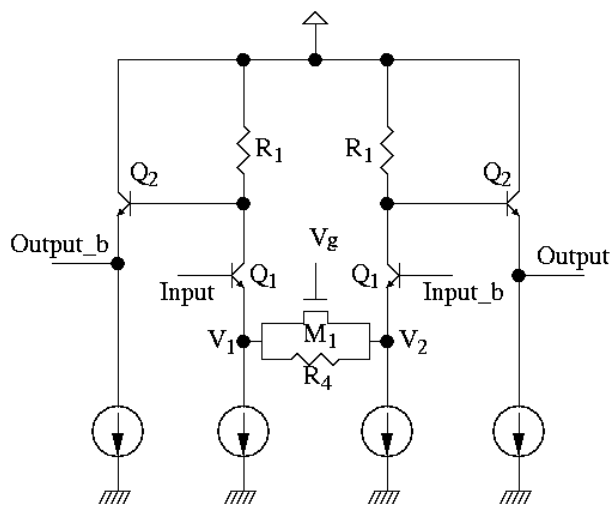 R1
R1
Q2
Q2
Output_b
Vg
Output
Input
Q1
Q1
Input_b
V1
M1
V2
R4